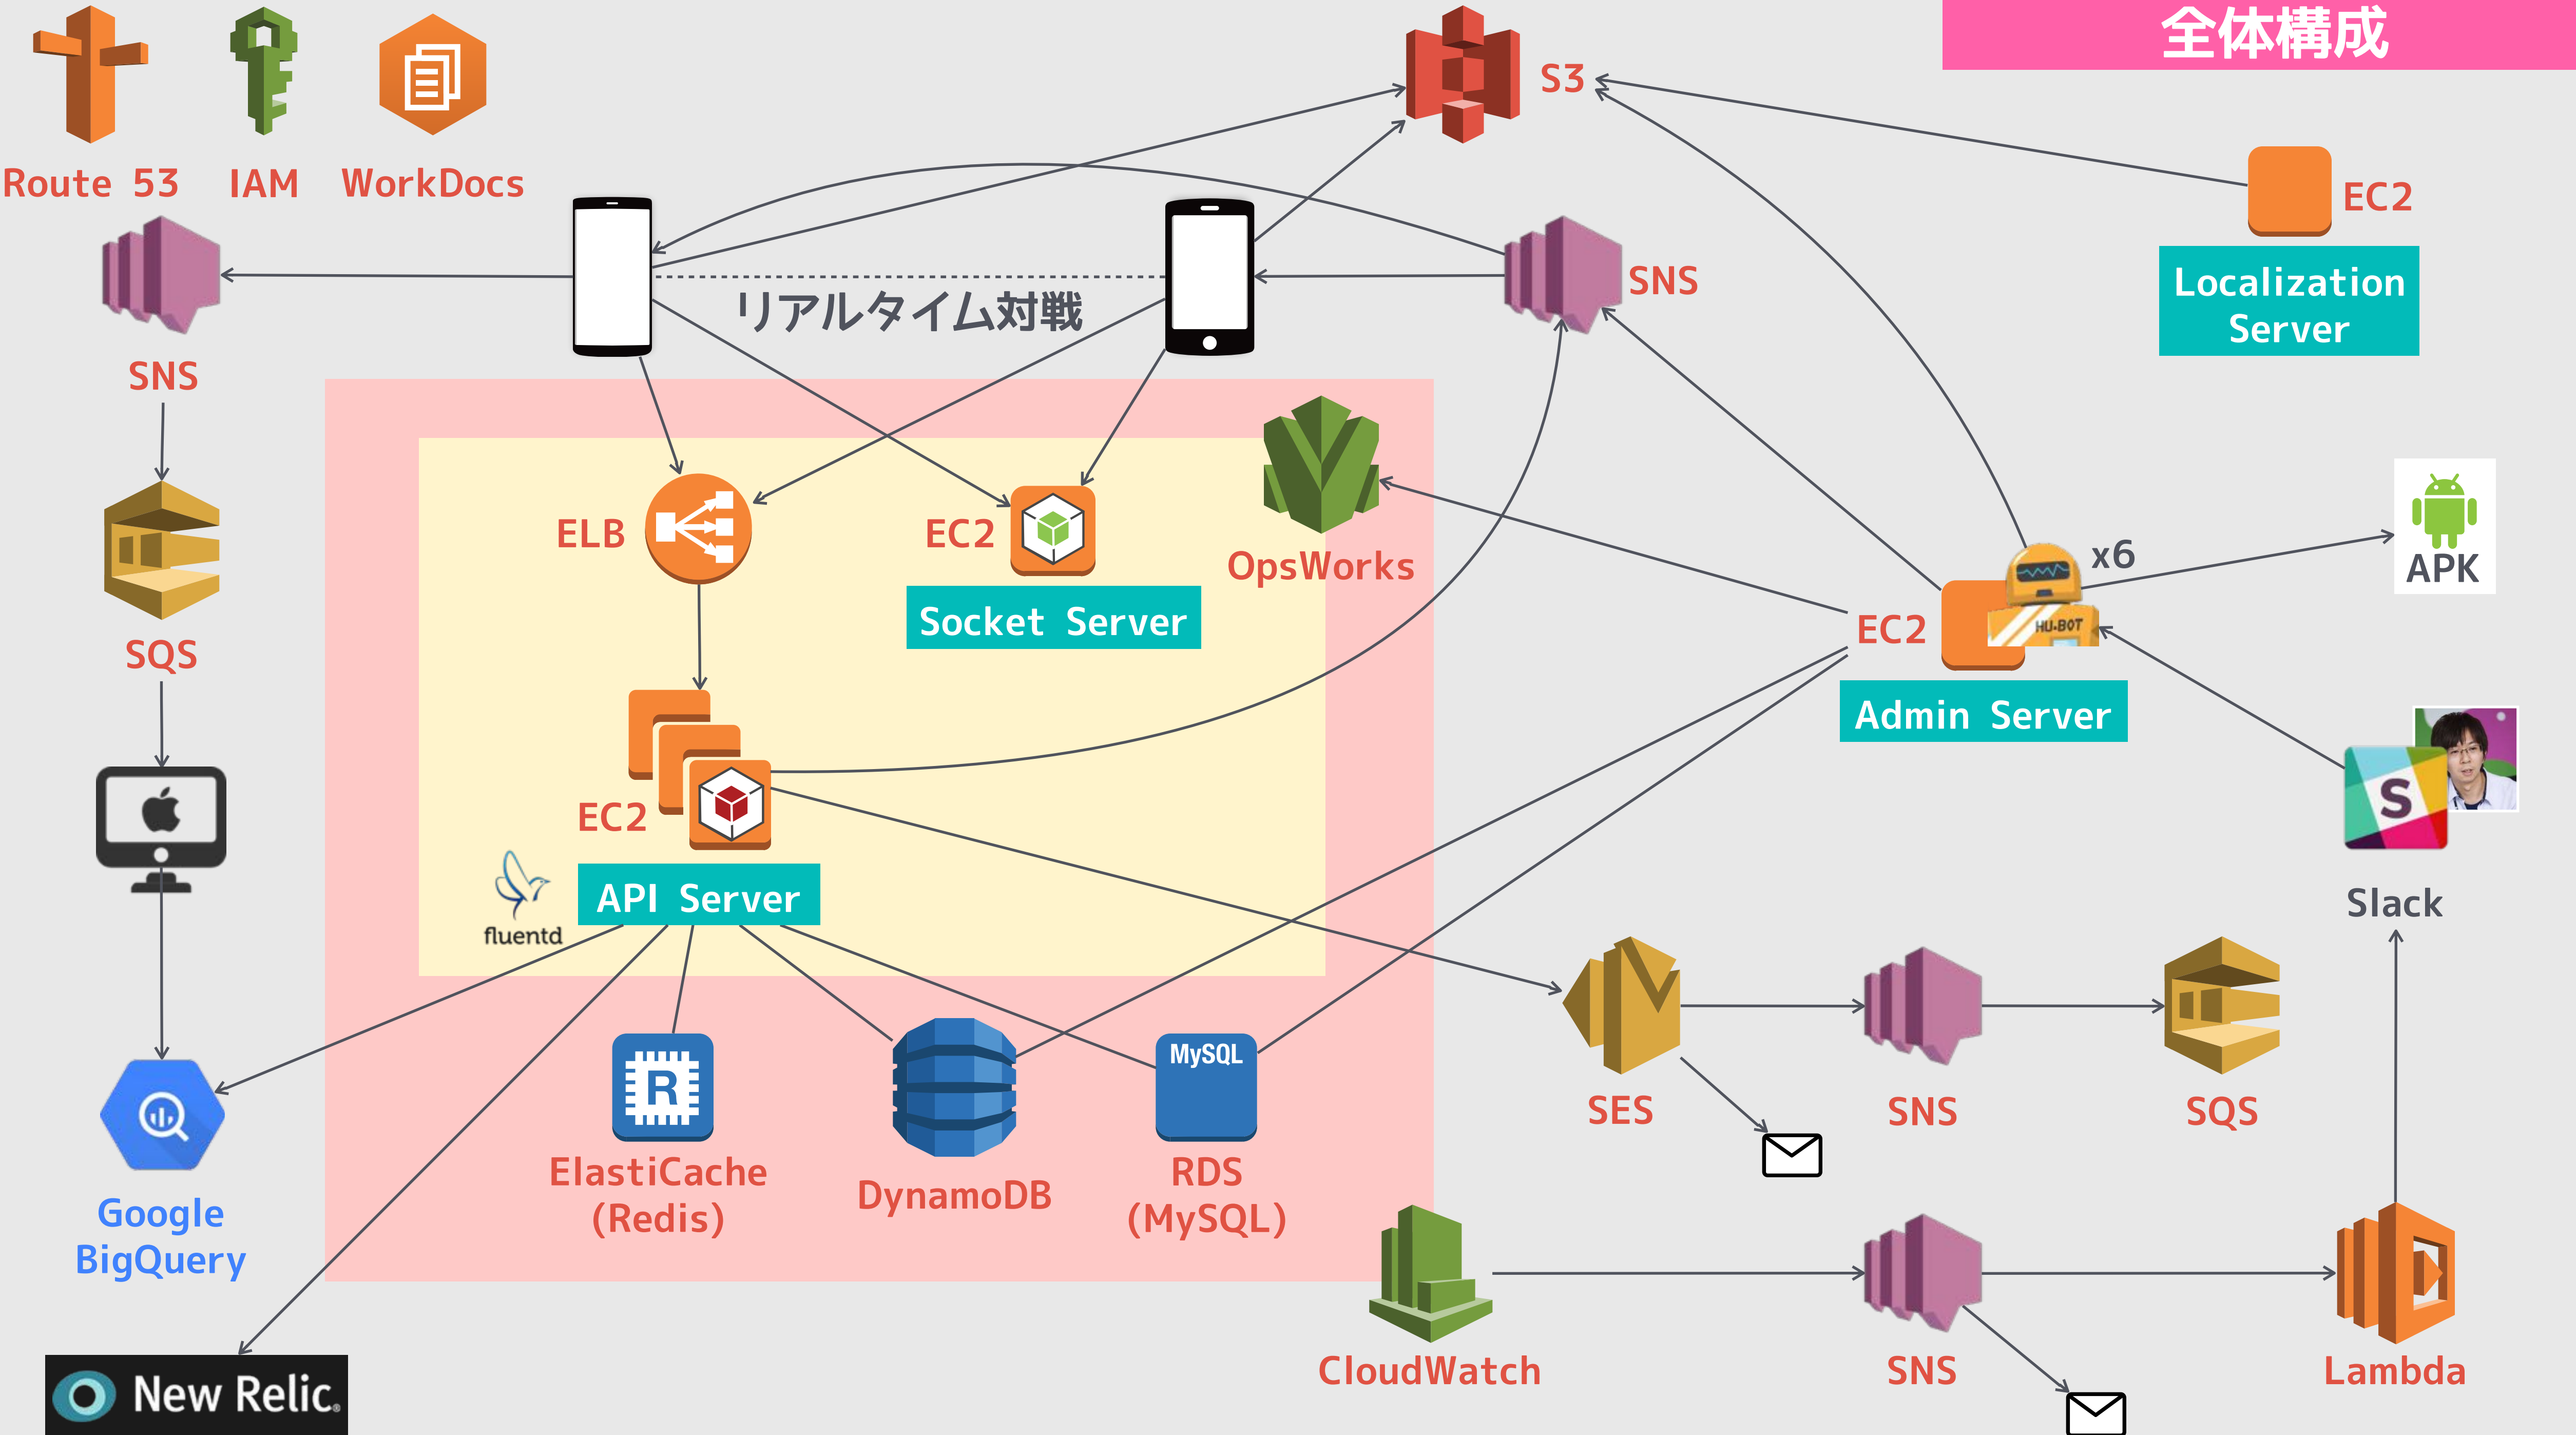 全体構成
Route 53
IAM
WorkDocs
S3
EC2
Localization
Server
SNS
リアルタイム対戦
SNS
ELB
EC2
Socket Server
OpsWorks
x6
HU-BOT
EC2
Admin Server
APK
SQS
EC2
API Server
fluentd
S
Slack
R
ElastiCache
(Redis)
DynamoDB
MySQL
RDS
(MySQL)
SES
SNS
SQS
Google
BigQuery
CloudWatch
SNS
Lambda
New Relic®